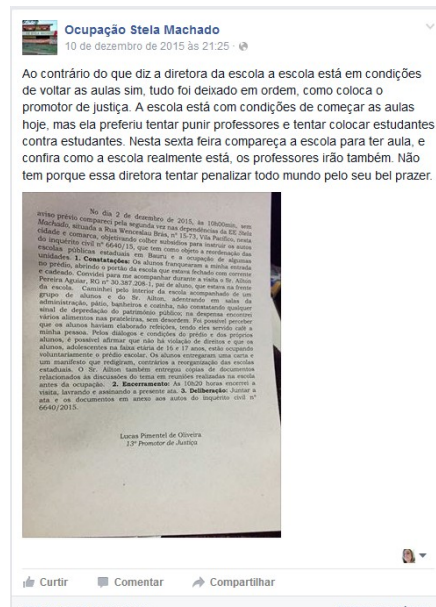 Ocupação Stela Machado
10 de dezembro de 2015 às 21:25 ·
Ao contrário do que diz a diretora da escola a escola está em condições
de voltar as aulas sim, tudo foi deixado em ordem, como coloca o
promotor de justiça. A escola está com condições de começar as aulas
hoje, mas ela preferiu tentar punir professores e tentar colocar estudantes
contra estudantes. Nesta sexta feira compareça a escola para ter aula, e
confira como a escola realmente está, os professores irão também. Não
tem porque essa diretora tentar penalizar todo mundo pelo seu bel prazer.
No dia 2 de dezembro de 2015, às 10h00min, sem
aviso prévio compareci pela segunda vez nas dependências da EE Stela
Machado, situada a Rua Wenceslau Brás, nº 15-73, Vila Pacífico, nesta
cidade e comarca, objetivando colher subsídios para instruir os autos
do inquérito civil nº 6640/15, que tem como objeto a reordenação das
escolas públicas estaduais em Bauru e a ocupação de algumas
unidades. 1. Constatações: Os alunos franquearam a minha entrada
no prédio, abrindo o portão da escola que estava fechado com corrente
e cadeado. Convidei para me acompanhar durante a visita o Sr. Ailton
Pereira Aguiar, RG nº 30.387.208-1, pai de aluno, que estava na frente
da escola. Caminhei pelo interior da escola acompanhado de um
grupo de alunos e do Sr. Ailton, adentrando em salas da
administração, pátio, banheiros e cozinha, não constatando qualquer
sinal de depredação do patrimônio público; na despensa encontrei
vários alimentos nas prateleiras, sem desordem. Foi possível perceber
que os alunos haviam elaborado refeições, tendo eles servido café a
minha pessoa. Pelos diálogos e condições do prédio e dos próprios
alunos, é possível afirmar que não há violação de direitos e que os
alunos, adolescentes na faixa etária de 16 e 17 anos, estão ocupando
voluntariamente o prédio escolar. Os alunos entregaram uma carta e
um manifesto que redigiram, contrários a reorganização das escolas
estaduais. O Sr. Ailton também entregou cópias de documentos
relacionados às discussões do tema em reuniões realizadas na escola
antes da ocupação. 2. Encerramento: Às 10h20 horas encerrei a
visita, lavrando e assinando a presente ata. 3. Deliberação: Juntar a
ata e os documentos em anexo aos autos do inquérito civil nº
6640/2015.
Lucas Pimentel de Oliveira
13º Promotor de Justiça
Curtir Comentar Compartilhar